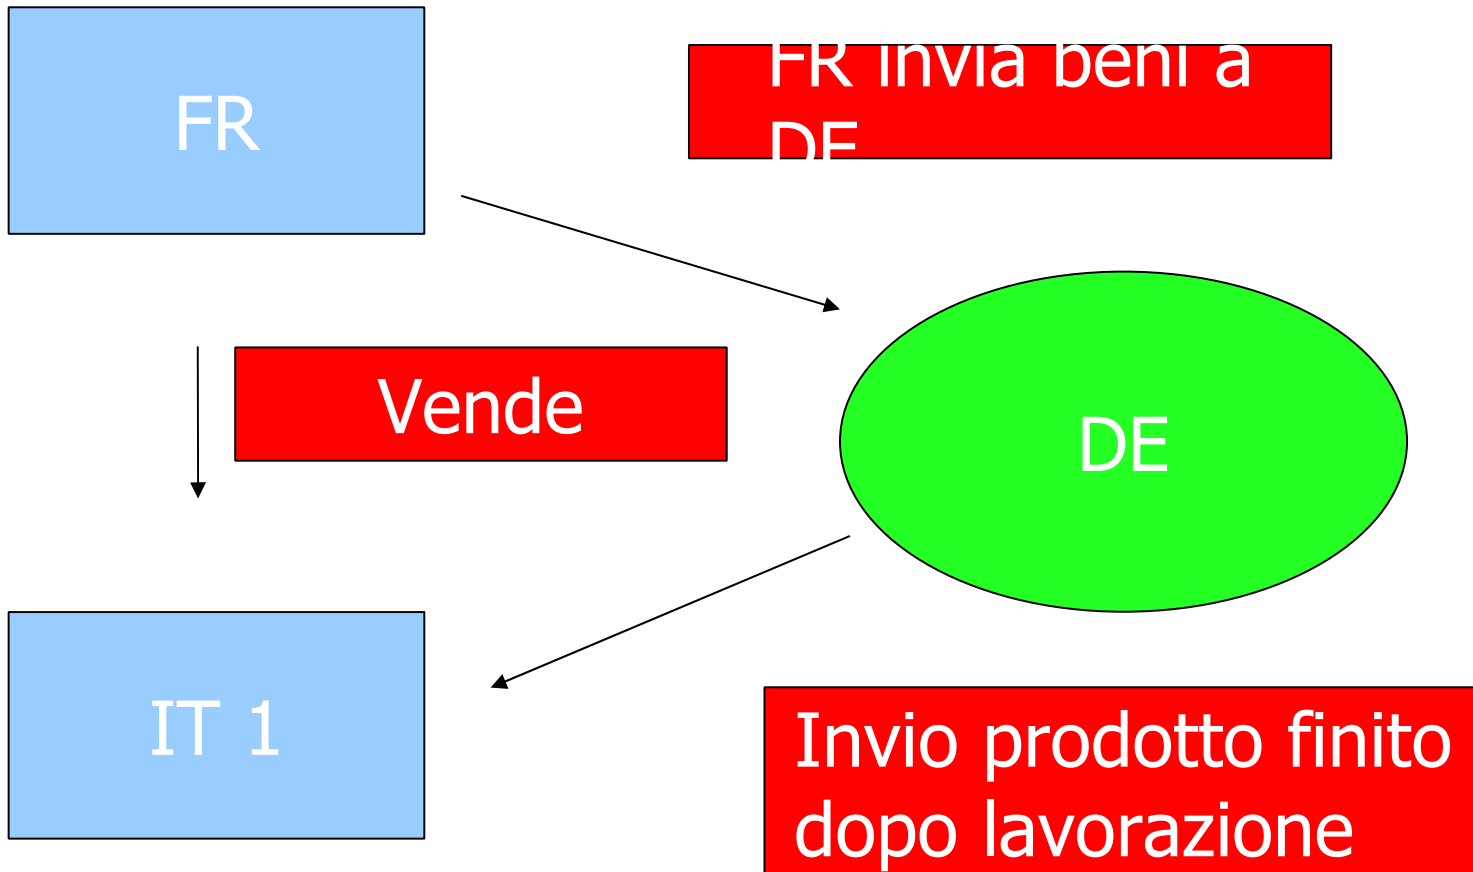 FR
FR invia beni a
DE
Vende
DE
IT 1
Invio prodotto finito
dopo lavorazione